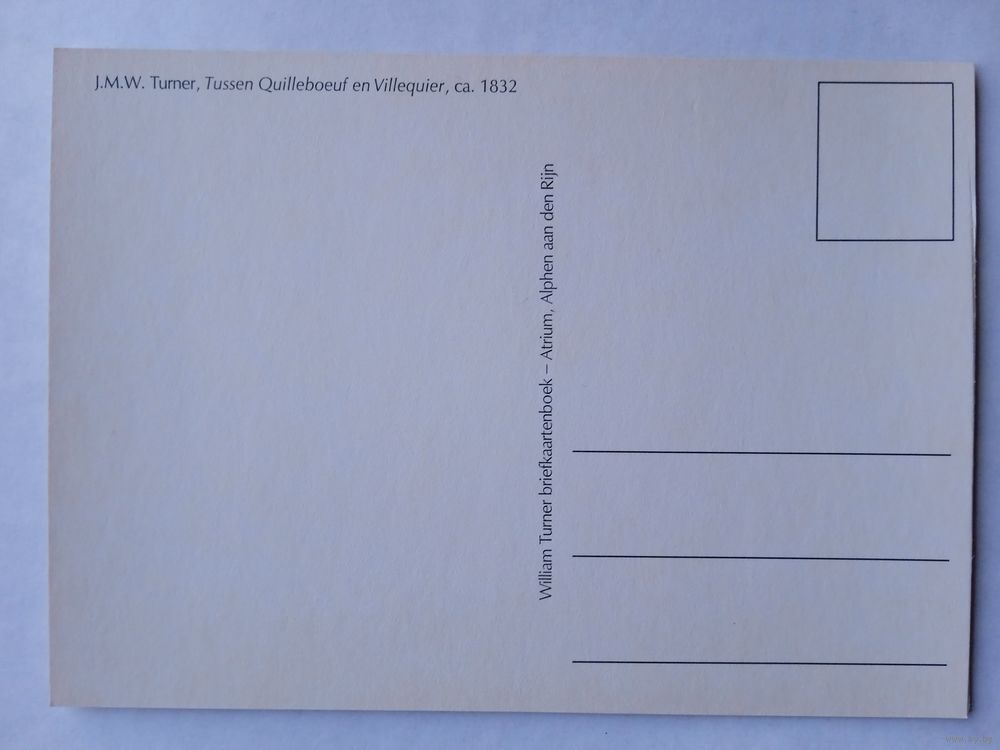 J.M.W. Turner, Tussen Quilleboeuf en Villequier, ca. 1832
William Turner briefkaartenboek – Atrium, Alphen aan den Rijn